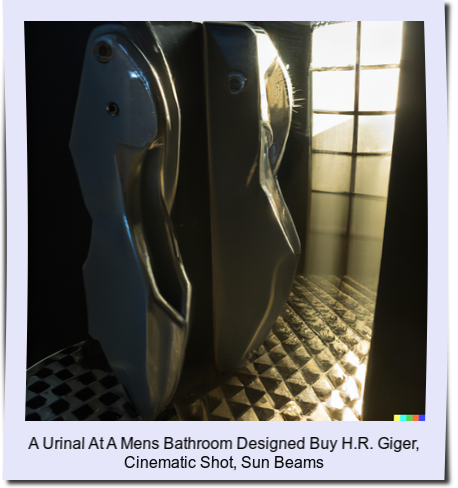 A Urinal At A Mens Bathroom Designed Buy H.R. Giger,
Cinematic Shot, Sun Beams